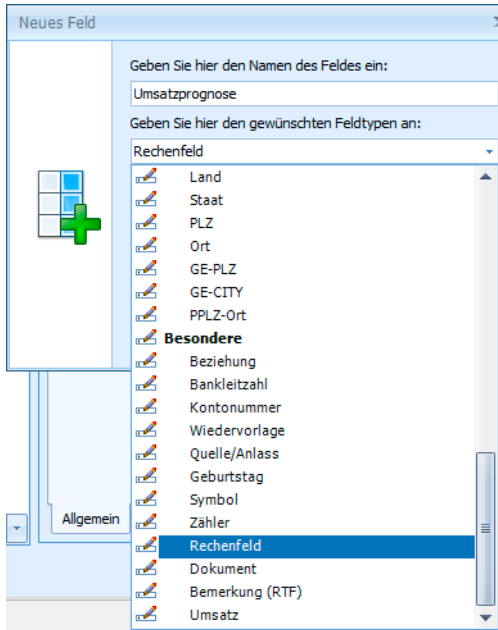 Neues Feld
Geben Sie hier den Namen des Feldes ein:
Umsatzprognose
Geben Sie hier den gewünschten Feldtypen an:
Rechenfeld
Land
Staat
PLZ
Ort
GE-PLZ
GE-CITY
PPLZ-Ort
Besondere
Beziehung
Bankleitzahl
Kontonummer
Wiedervorlage
Quelle/Anlass
Geburtstag
Symbol
Zähler
Rechenfeld
Dokument
Bemerkung (RTF)
Umsatz
Allgemein